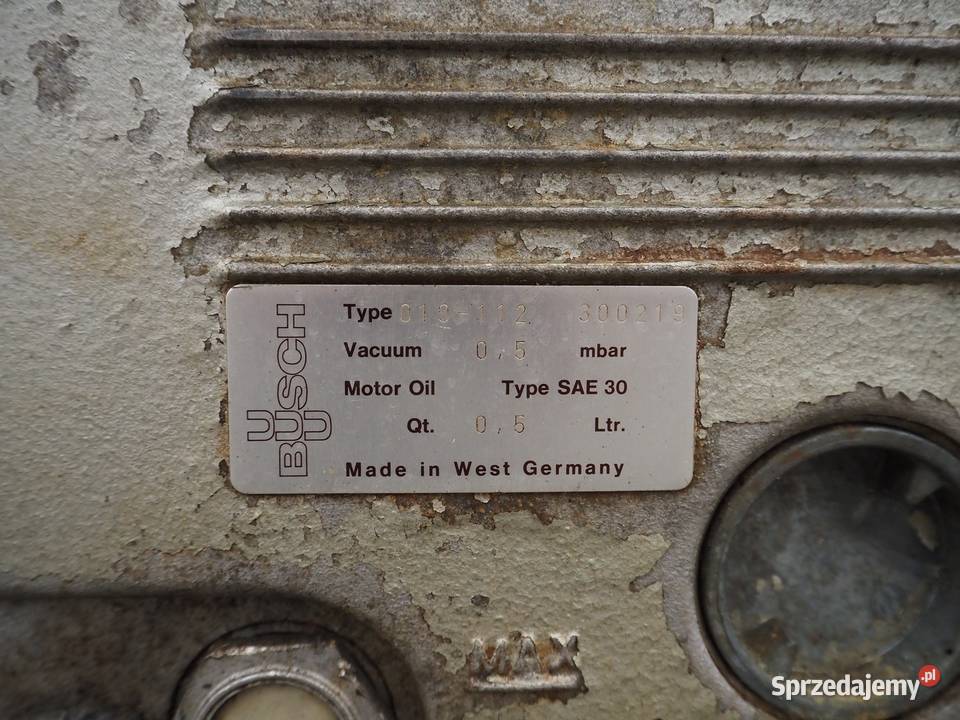 BUSCH
Type 010-112 300219
Vacuum 0,5 mbar
Motor Oil Type SAE 30
Qt. 0,5 Ltr.
Made in West Germany
MAX
Sprzedajemy.pl